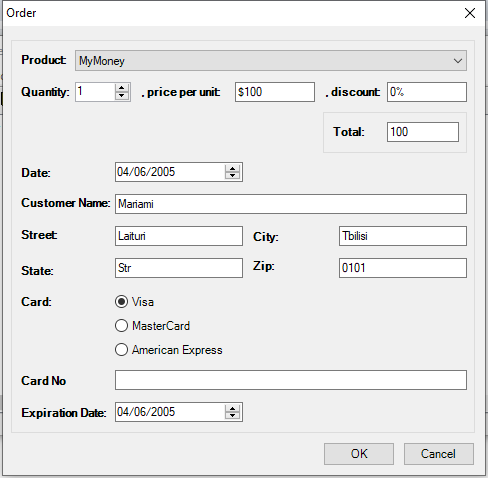 Order
Product: MyMoney
Quantity: 1 , price per unit: $100 , discount: 0%
Total: 100
Date: 04/06/2005
Customer Name: Mariami
Street: Laituri City: Tbilisi
State: Str Zip: 0101
Card: Visa
MasterCard
American Express
Card No
Expiration Date: 04/06/2005
OK Cancel